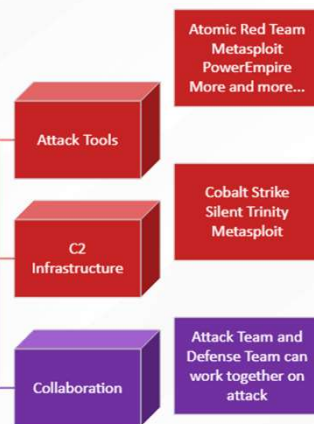 Atomic Red Team
Metasploit
PowerEmpire
More and more...
Attack Tools
Cobalt Strike
Silent Trinity
Metasploit
C2
Infrastructure
Attack Team and
Defense Team can
work together on
attack
Collaboration